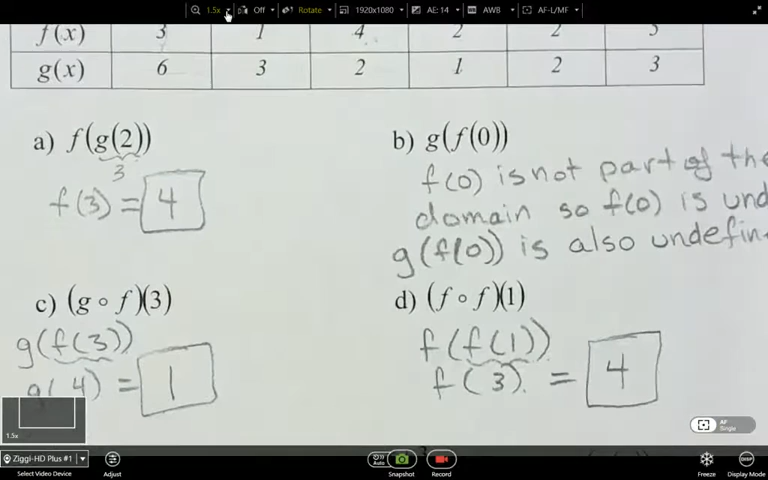 1.5x Off Rotate 1920x1080 AE: 14 AWB AF-L/MF
f(x) 3 1 4 2 2 5
g(x) 6 3 2 1 2 3
a) f(g(2))
3
f(3) = 4
b) g(f(0))
f(0) is not part of the
domain so f(0) is und
g(f(0)) is also undefin
c) (g ∘ f)(3)
g(f(3))
g(4) = 1
d) (f ∘ f)(1)
f(f(1))
f(3) = 4
1.5x
AF
Single
Ziggi-HD Plus #1
Select Video Device
Adjust
Auto
Snapshot
Record
Freeze
DISP
Display Mode